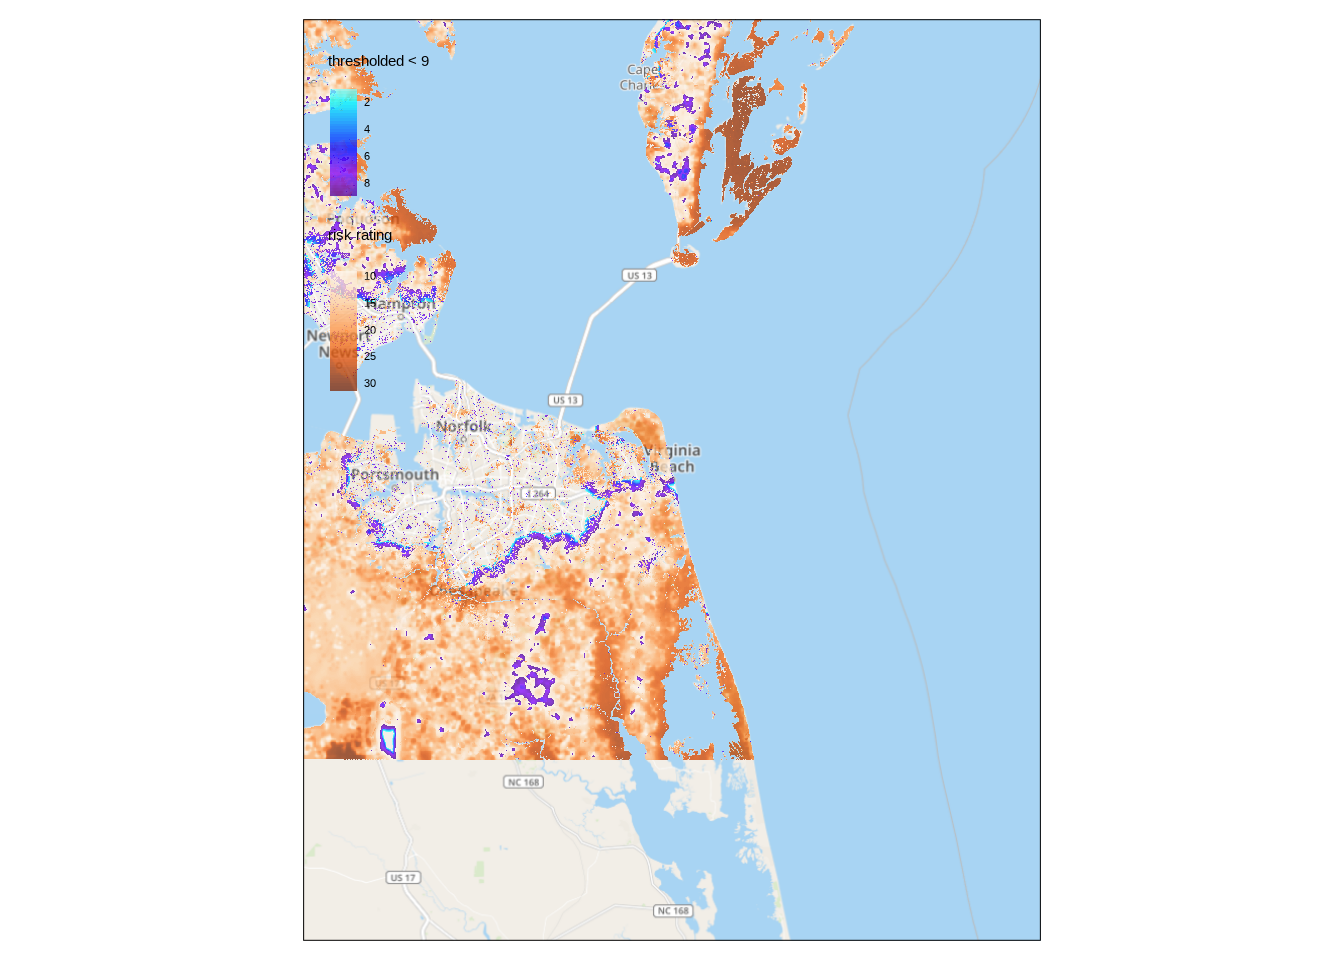 thresholded < 9
2
4
6
8
Cape
risk rating
10
15
20
25
30
Hampton
Newport
News
US 13
US 13
Norfolk
Virginia
Beach
Portsmouth
I 264
Chesapeake
NC 168
US 17
NC 168